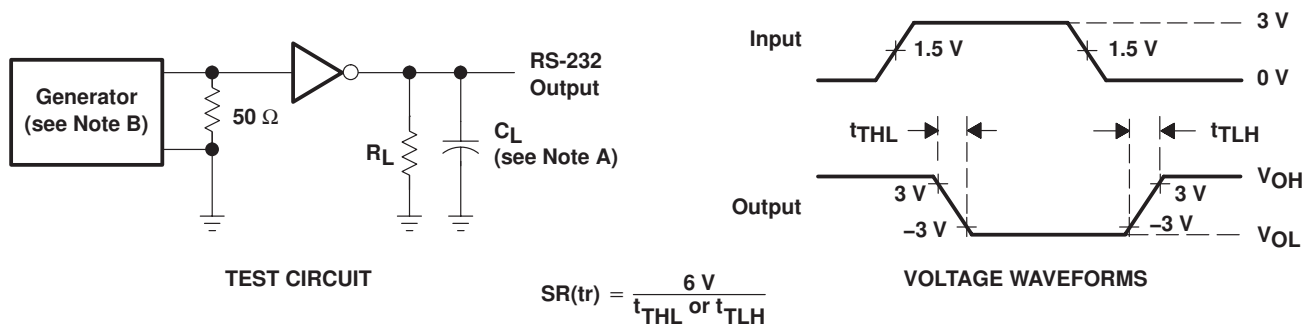 Generator
(see Note B)
50 Ω
RS-232
Output
RL
CL
(see Note A)
TEST CIRCUIT
Input
1.5 V
1.5 V
3 V
0 V
tTHL
tTLH
Output
3 V
–3 V
3 V
–3 V
VOH
VOL
VOLTAGE WAVEFORMS
SR(tr) = 6 V
tTHL or tTLH